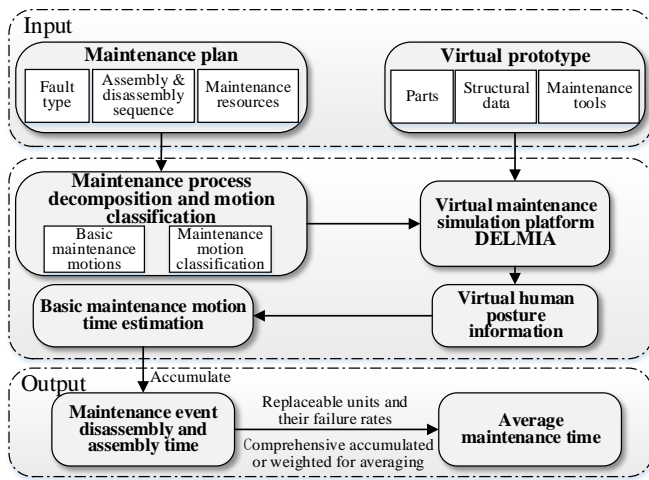 Input
Maintenance plan
Fault
type
Assembly &
disassembly
sequence
Maintenance
resources
Virtual prototype
Parts
Structural
data
Maintenance
tools
Maintenance process
decomposition and motion
classification
Basic
maintenance
motions
Maintenance
motion
classification
Virtual maintenance
simulation platform
DELMIA
Basic maintenance motion
time estimation
Virtual human
posture
information
Output
Accumulate
Maintenance event
disassembly and
assembly time
Replaceable units and
their failure rates
Comprehensive accumulated
or weighted for averaging
Average
maintenance time